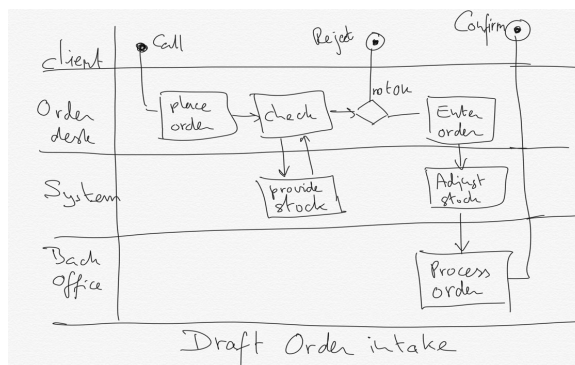 Client
Call
Reject
Confirm
Order
desk
place
order
check
not ok
Enter
order
System
provide
stock
Adjust
stock
Back
Office
Process
order
Draft Order intake